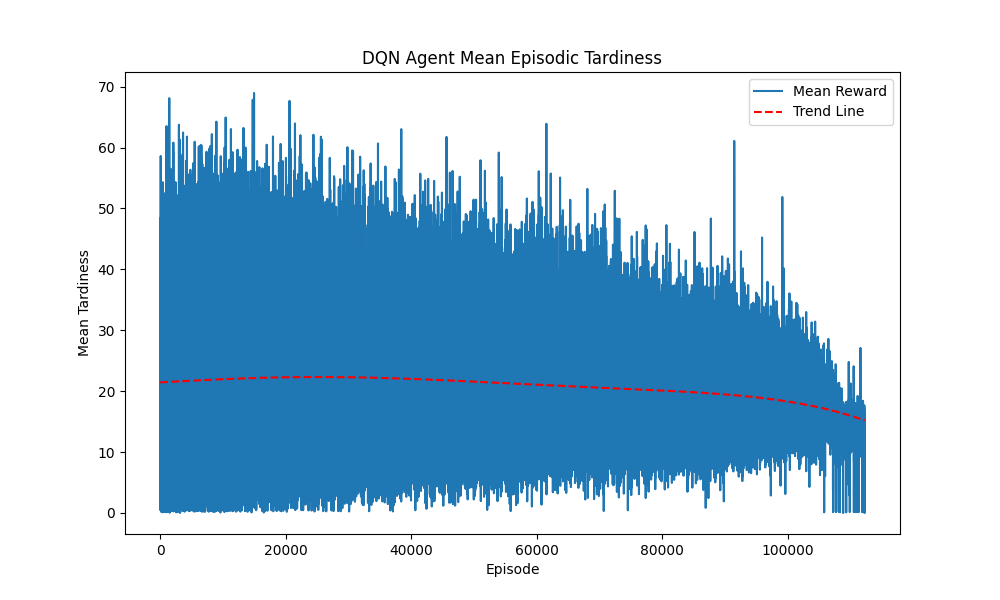 DQN Agent Mean Episodic Tardiness
Mean Reward
Trend Line
Mean Tardiness
70
60
50
40
30
20
10
0
0 20000 40000 60000 80000 100000
Episode